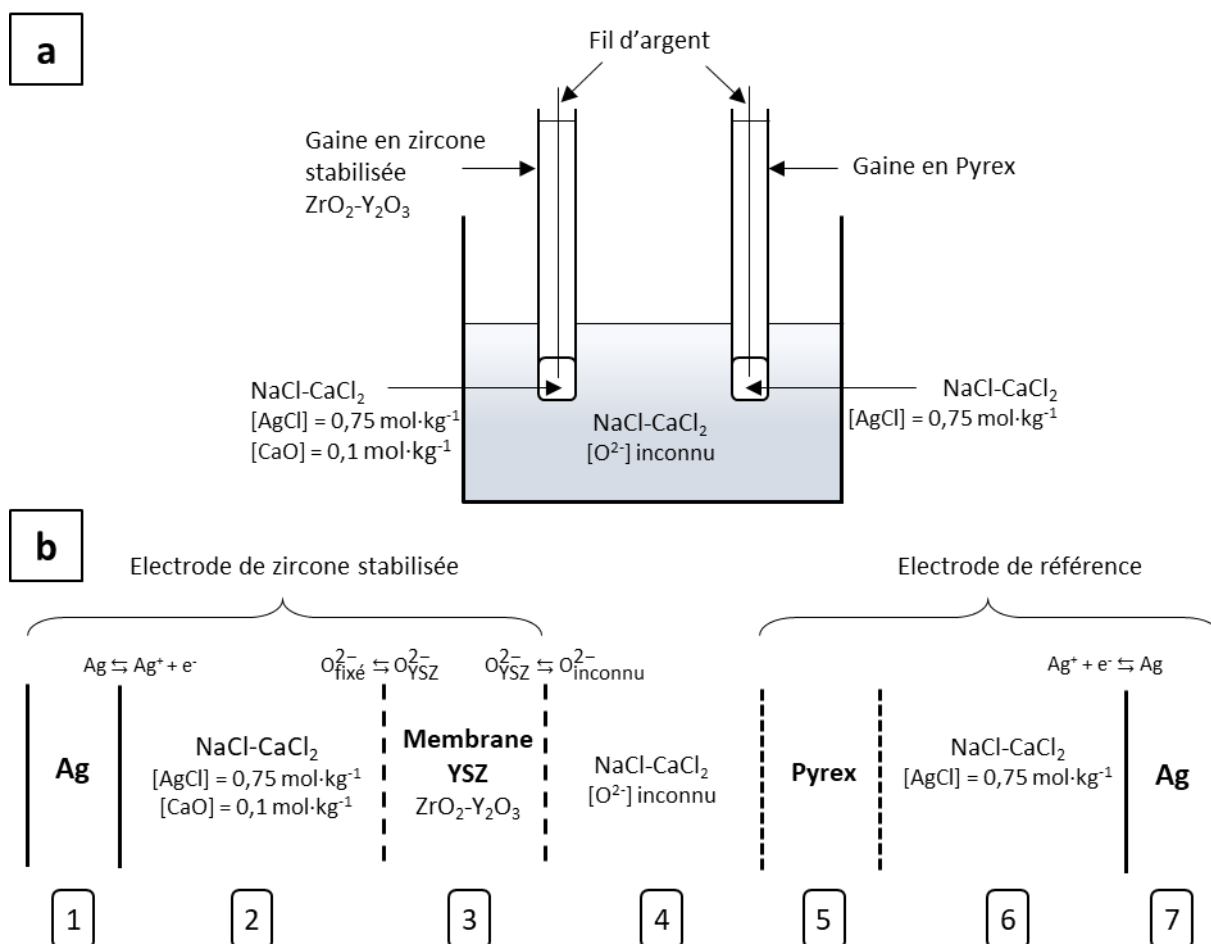 a
Fil d'argent
Gaine en zircone
stabilisée
ZrO₂-Y₂O₃
Gaine en Pyrex
NaCl-CaCl₂
[AgCl] = 0,75 mol·kg⁻¹
[CaO] = 0,1 mol·kg⁻¹
NaCl-CaCl₂
[O²⁻] inconnu
NaCl-CaCl₂
[AgCl] = 0,75 mol·kg⁻¹
b
Electrode de zircone stabilisée
Electrode de référence
Ag ⇆ Ag⁺ + e⁻
O²⁻fixé ⇆ O²⁻YSZ
O²⁻YSZ ⇆ O²⁻inconnu
Ag⁺ + e⁻ ⇆ Ag
Ag
NaCl-CaCl₂
[AgCl] = 0,75 mol·kg⁻¹
[CaO] = 0,1 mol·kg⁻¹
Membrane
YSZ
ZrO₂-Y₂O₃
NaCl-CaCl₂
[O²⁻] inconnu
Pyrex
NaCl-CaCl₂
[AgCl] = 0,75 mol·kg⁻¹
Ag
1 2 3 4 5 6 7